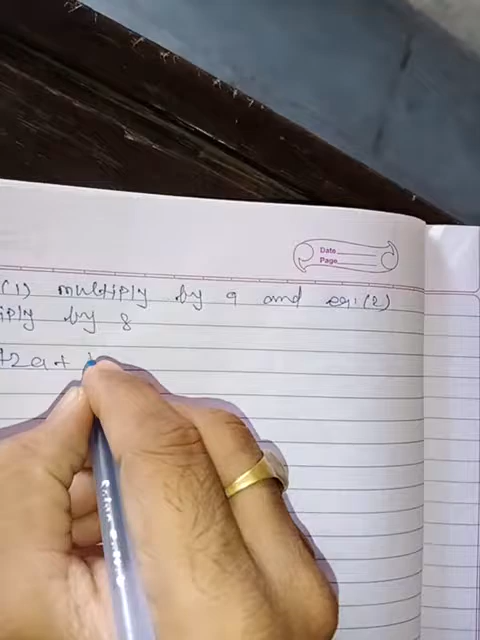 Date
Page
(1) multiply by 9 and eq:(2)
iply by 8
72a +